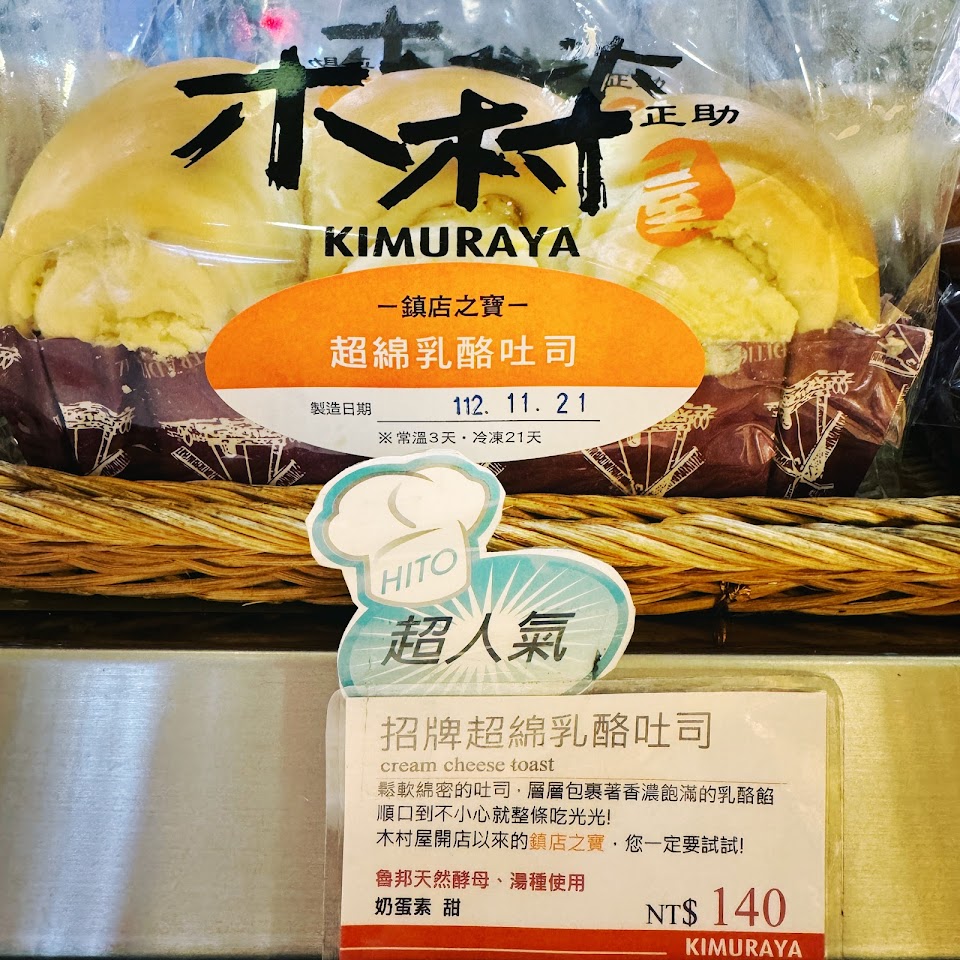 木村 正助
屋
KIMURAYA
－鎮店之寶－
超綿乳酪吐司
製造日期 112. 11. 21
※常溫3天・冷凍21天
HITO
超人氣
招牌超綿乳酪吐司
cream cheese toast
鬆軟綿密的吐司，層層包裹著香濃飽滿的乳酪餡
順口到不小心就整條吃光光!
木村屋開店以來的鎮店之寶，您一定要試試!
魯邦天然酵母、湯種使用
奶蛋素 甜
NT$ 140
KIMURAYA